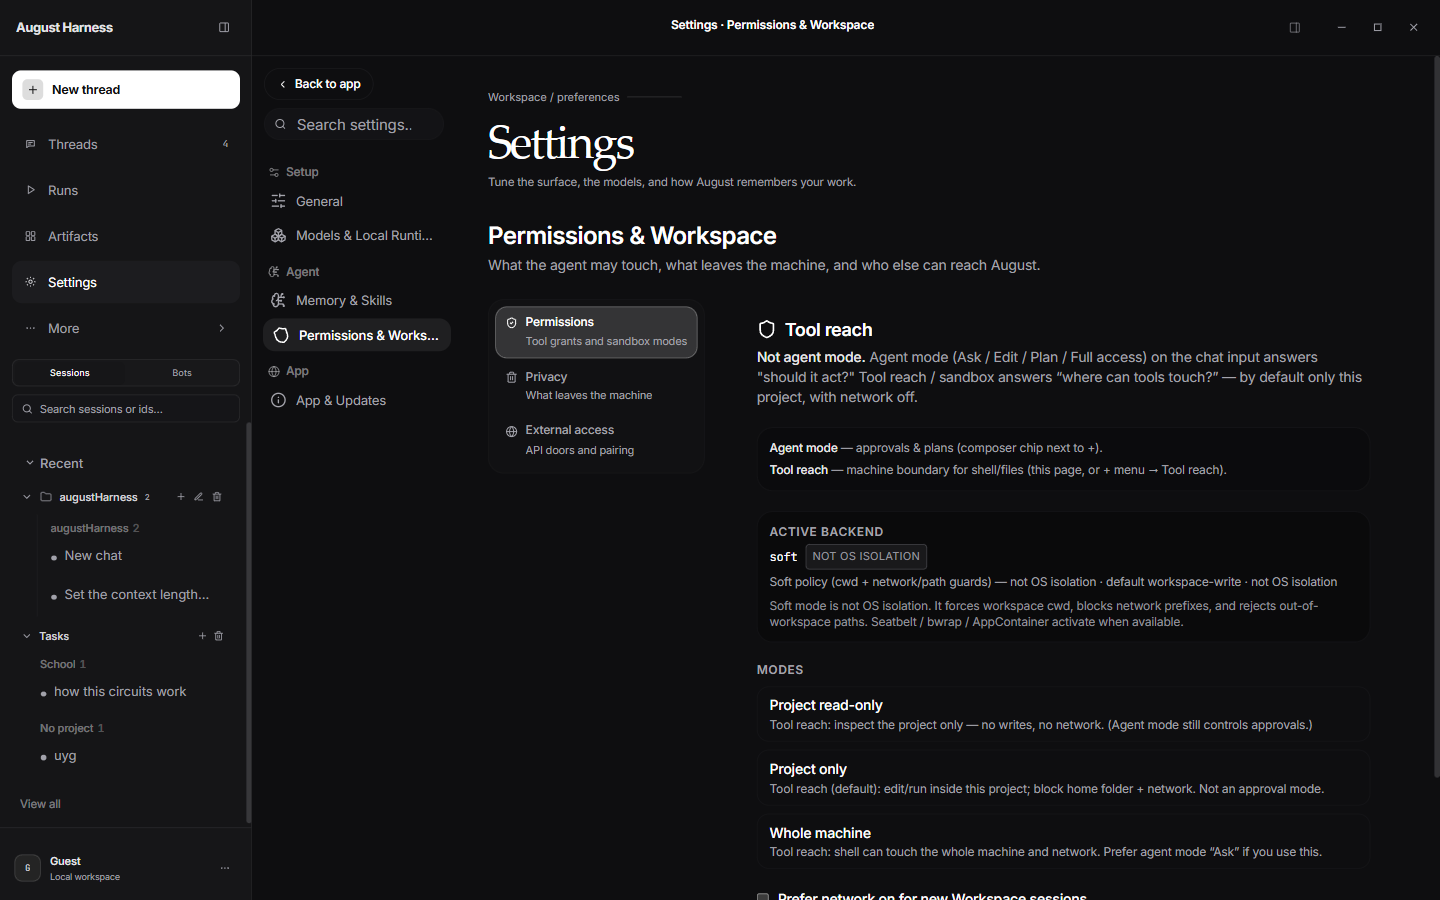 August Harness
Settings · Permissions & Workspace
New thread
Threads 4
Runs
Artifacts
Settings
More
Sessions Bots
Search sessions or ids...
Recent
augustHarness 2
augustHarness 2
New chat
Set the context length...
Tasks
School 1
how this circuits work
No project 1
uyg
View all
G
Guest
Local workspace
Back to app
Search settings..
Setup
General
Models & Local Runti...
Agent
Memory & Skills
Permissions & Works...
App
App & Updates
Workspace / preferences
Settings
Tune the surface, the models, and how August remembers your work.
Permissions & Workspace
What the agent may touch, what leaves the machine, and who else can reach August.
Permissions
Tool grants and sandbox modes
Privacy
What leaves the machine
External access
API doors and pairing
Tool reach
Not agent mode. Agent mode (Ask / Edit / Plan / Full access) on the chat input answers
"should it act?" Tool reach / sandbox answers “where can tools touch?” — by default only this
project, with network off.
Agent mode — approvals & plans (composer chip next to +).
Tool reach — machine boundary for shell/files (this page, or + menu → Tool reach).
ACTIVE BACKEND
soft NOT OS ISOLATION
Soft policy (cwd + network/path guards) — not OS isolation · default workspace-write · not OS isolation
Soft mode is not OS isolation. It forces workspace cwd, blocks network prefixes, and rejects out-of-
workspace paths. Seatbelt / bwrap / AppContainer activate when available.
MODES
Project read-only
Tool reach: inspect the project only — no writes, no network. (Agent mode still controls approvals.)
Project only
Tool reach (default): edit/run inside this project; block home folder + network. Not an approval mode.
Whole machine
Tool reach: shell can touch the whole machine and network. Prefer agent mode “Ask” if you use this.
Prefer network on for new Workspace sessions